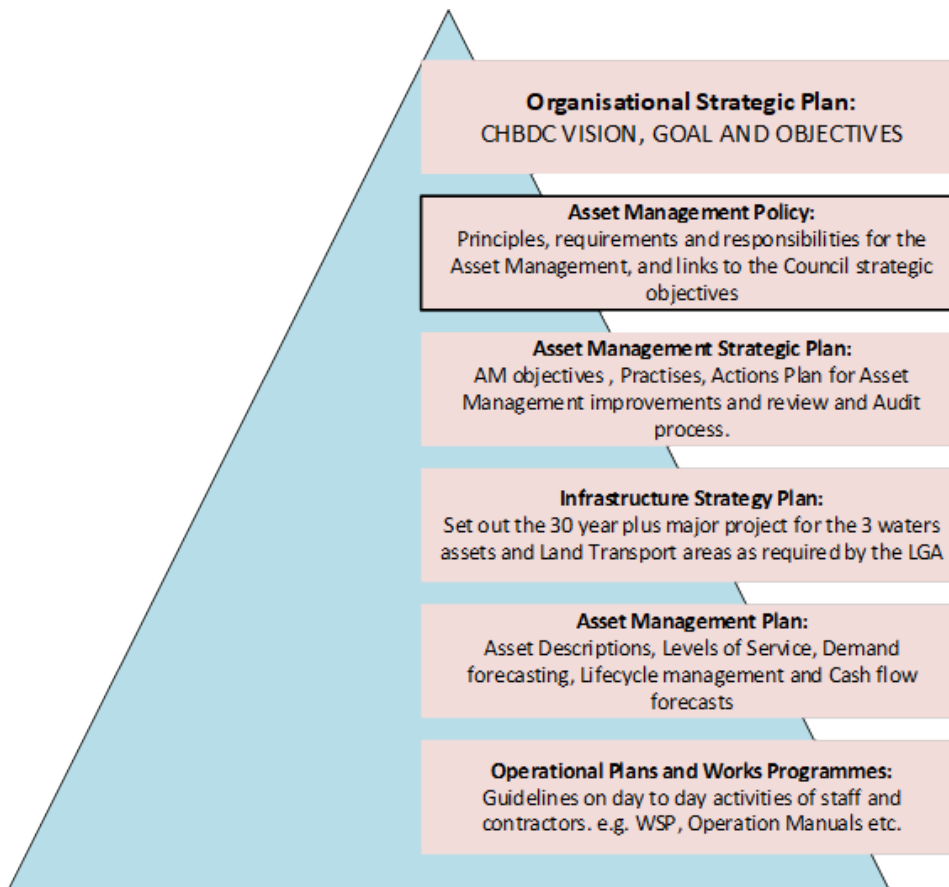 Organisational Strategic Plan:
CHBDC VISION, GOAL AND OBJECTIVES
Asset Management Policy:
Principles, requirements and responsibilities for the
Asset Management, and links to the Council strategic
objectives
Asset Management Strategic Plan:
AM objectives , Practises, Actions Plan for Asset
Management improvements and review and Audit
process.
Infrastructure Strategy Plan:
Set out the 30 year plus major project for the 3 waters
assets and Land Transport areas as required by the LGA
Asset Management Plan:
Asset Descriptions, Levels of Service, Demand
forecasting, Lifecycle management and Cash flow
forecasts
Operational Plans and Works Programmes:
Guidelines on day to day activities of staff and
contractors. e.g. WSP, Operation Manuals etc.